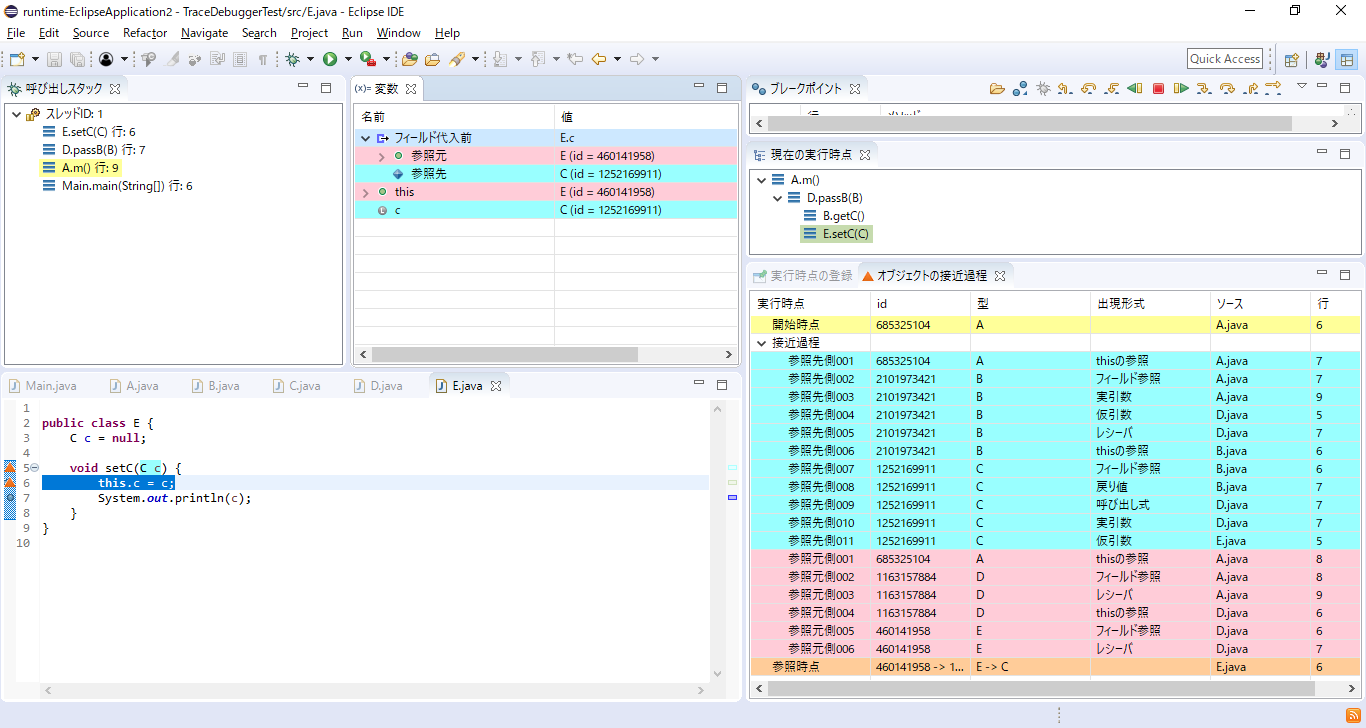 runtime-EclipseApplication2 - TraceDebuggerTest/src/E.java - Eclipse IDE
File Edit Source Refactor Navigate Search Project Run Window Help
Quick Access
呼び出しスタック
スレッドID: 1
E.setC(C) 行: 6
D.passB(B) 行: 7
A.m() 行: 9
Main.main(String[]) 行: 6
(x)= 変数
名前 値
フィールド代入前 E.c
参照元 E (id = 460141958)
参照先 C (id = 1252169911)
this E (id = 460141958)
c C (id = 1252169911)
ブレークポイント
現在の実行時点
A.m()
D.passB(B)
B.getC()
E.setC(C)
実行時点の登録 オブジェクトの接近過程
実行時点 id 型 出現形式 ソース 行
開始時点 685325104 A A.java 6
接近過程
参照先側001 685325104 A thisの参照 A.java 7
参照先側002 2101973421 B フィールド参照 A.java 7
参照先側003 2101973421 B 実引数 A.java 9
参照先側004 2101973421 B 仮引数 D.java 5
参照先側005 2101973421 B レシーバ D.java 7
参照先側006 2101973421 B thisの参照 B.java 6
参照先側007 1252169911 C フィールド参照 B.java 6
参照先側008 1252169911 C 戻り値 B.java 7
参照先側009 1252169911 C 呼び出し式 D.java 7
参照先側010 1252169911 C 実引数 D.java 7
参照先側011 1252169911 C 仮引数 E.java 5
参照元側001 685325104 A thisの参照 A.java 8
参照元側002 1163157884 D フィールド参照 A.java 8
参照元側003 1163157884 D レシーバ A.java 9
参照元側004 1163157884 D thisの参照 D.java 6
参照元側005 460141958 E フィールド参照 D.java 6
参照元側006 460141958 E レシーバ D.java 7
参照時点 460141958 -> 1... E -> C E.java 6
Main.java A.java B.java C.java D.java E.java
1
2 public class E {
3 C c = null;
4
5 void setC(C c) {
6 this.c = c;
7 System.out.println(c);
8 }
9 }
10